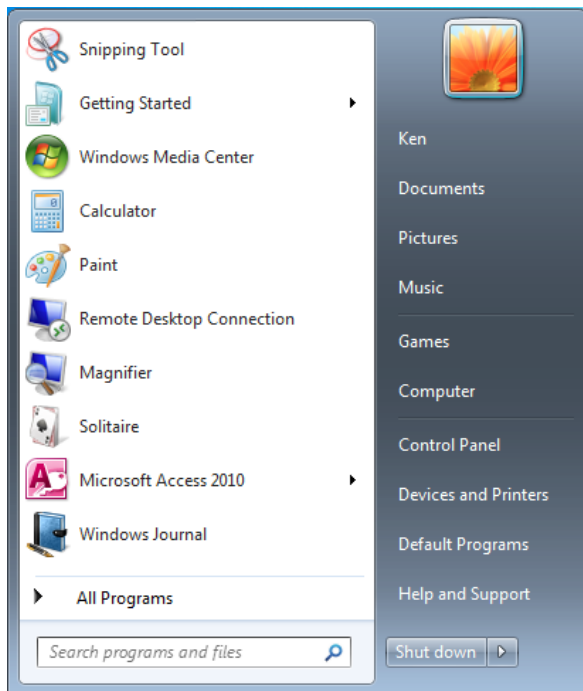 Snipping Tool
Getting Started
Windows Media Center
Calculator
Paint
Remote Desktop Connection
Magnifier
Solitaire
Microsoft Access 2010
Windows Journal
All Programs
Search programs and files
Ken
Documents
Pictures
Music
Games
Computer
Control Panel
Devices and Printers
Default Programs
Help and Support
Shut down